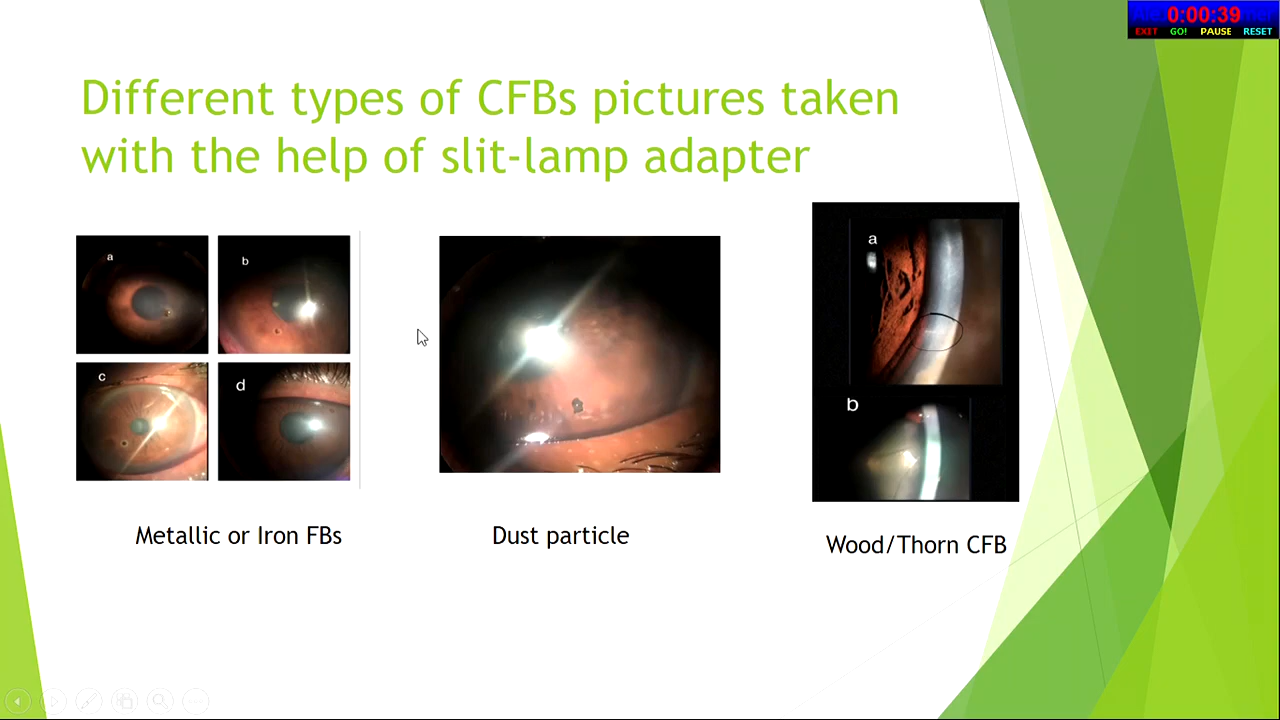 0:00:39
EXIT GO! PAUSE RESET
Different types of CFBs pictures taken
with the help of slit-lamp adapter
a
b
c
d
a
b
Metallic or Iron FBs
Dust particle
Wood/Thorn CFB